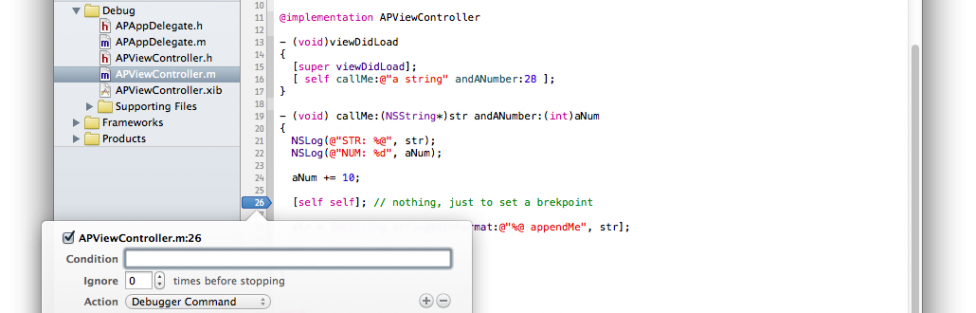 Debug
APAppDelegate.h
APAppDelegate.m
APViewController.h
APViewController.m
APViewController.xib
Supporting Files
Frameworks
Products
10
11 @implementation APViewController
12
13 - (void)viewDidLoad
14 {
15 [super viewDidLoad];
16 [ self callMe:@"a string" andANumber:28 ];
17 }
18
19 - (void) callMe:(NSString*)str andANumber:(int)aNum
20 {
21 NSLog(@"STR: %@", str);
22 NSLog(@"NUM: %d", aNum);
23
24 aNum += 10;
25
26 [self self]; // nothing, just to set a brekpoint
mat:@"%@ appendMe", str];
APViewController.m:26
Condition
Ignore 0 times before stopping
Action Debugger Command